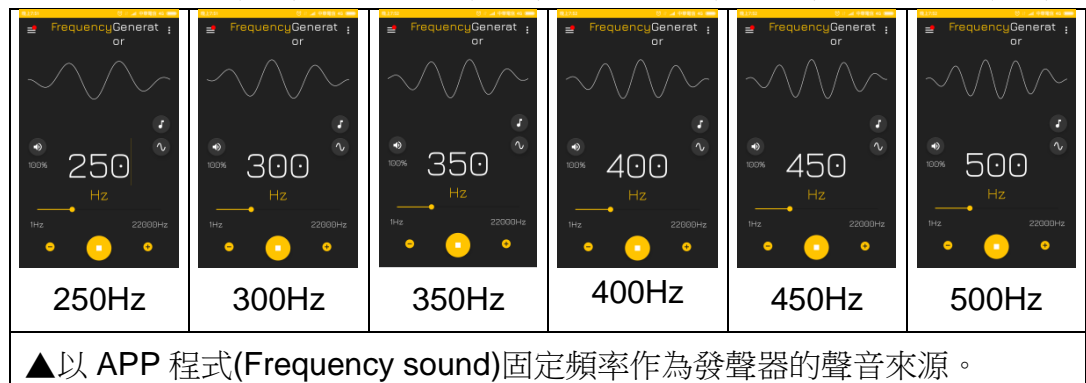 FrequencyGenerat
or
100%
250
Hz
1Hz 22000Hz
250Hz
FrequencyGenerat
or
100%
300
Hz
1Hz 22000Hz
300Hz
FrequencyGenerat
or
100%
350
Hz
1Hz 22000Hz
350Hz
FrequencyGenerat
or
100%
400
Hz
1Hz 22000Hz
400Hz
FrequencyGenerat
or
100%
450
Hz
1Hz 22000Hz
450Hz
FrequencyGenerat
or
100%
500
Hz
1Hz 22000Hz
500Hz
▲以 APP 程式(Frequency sound)固定頻率作為發聲器的聲音來源。